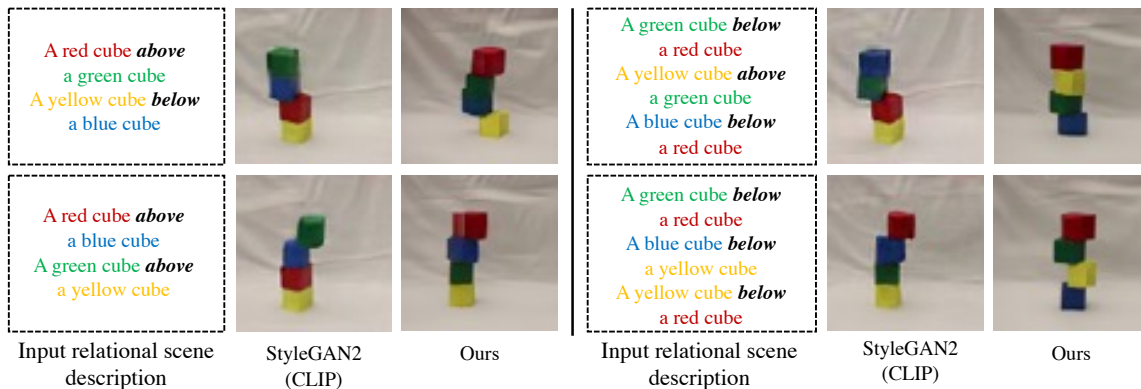 A red cube above
a green cube
A yellow cube below
a blue cube
A green cube below
a red cube
A yellow cube above
a green cube
A blue cube below
a red cube
A red cube above
a blue cube
A green cube above
a yellow cube
A green cube below
a red cube
A blue cube below
a yellow cube
A yellow cube below
a red cube
Input relational scene
description
StyleGAN2
(CLIP)
Ours
Input relational scene
description
StyleGAN2
(CLIP)
Ours